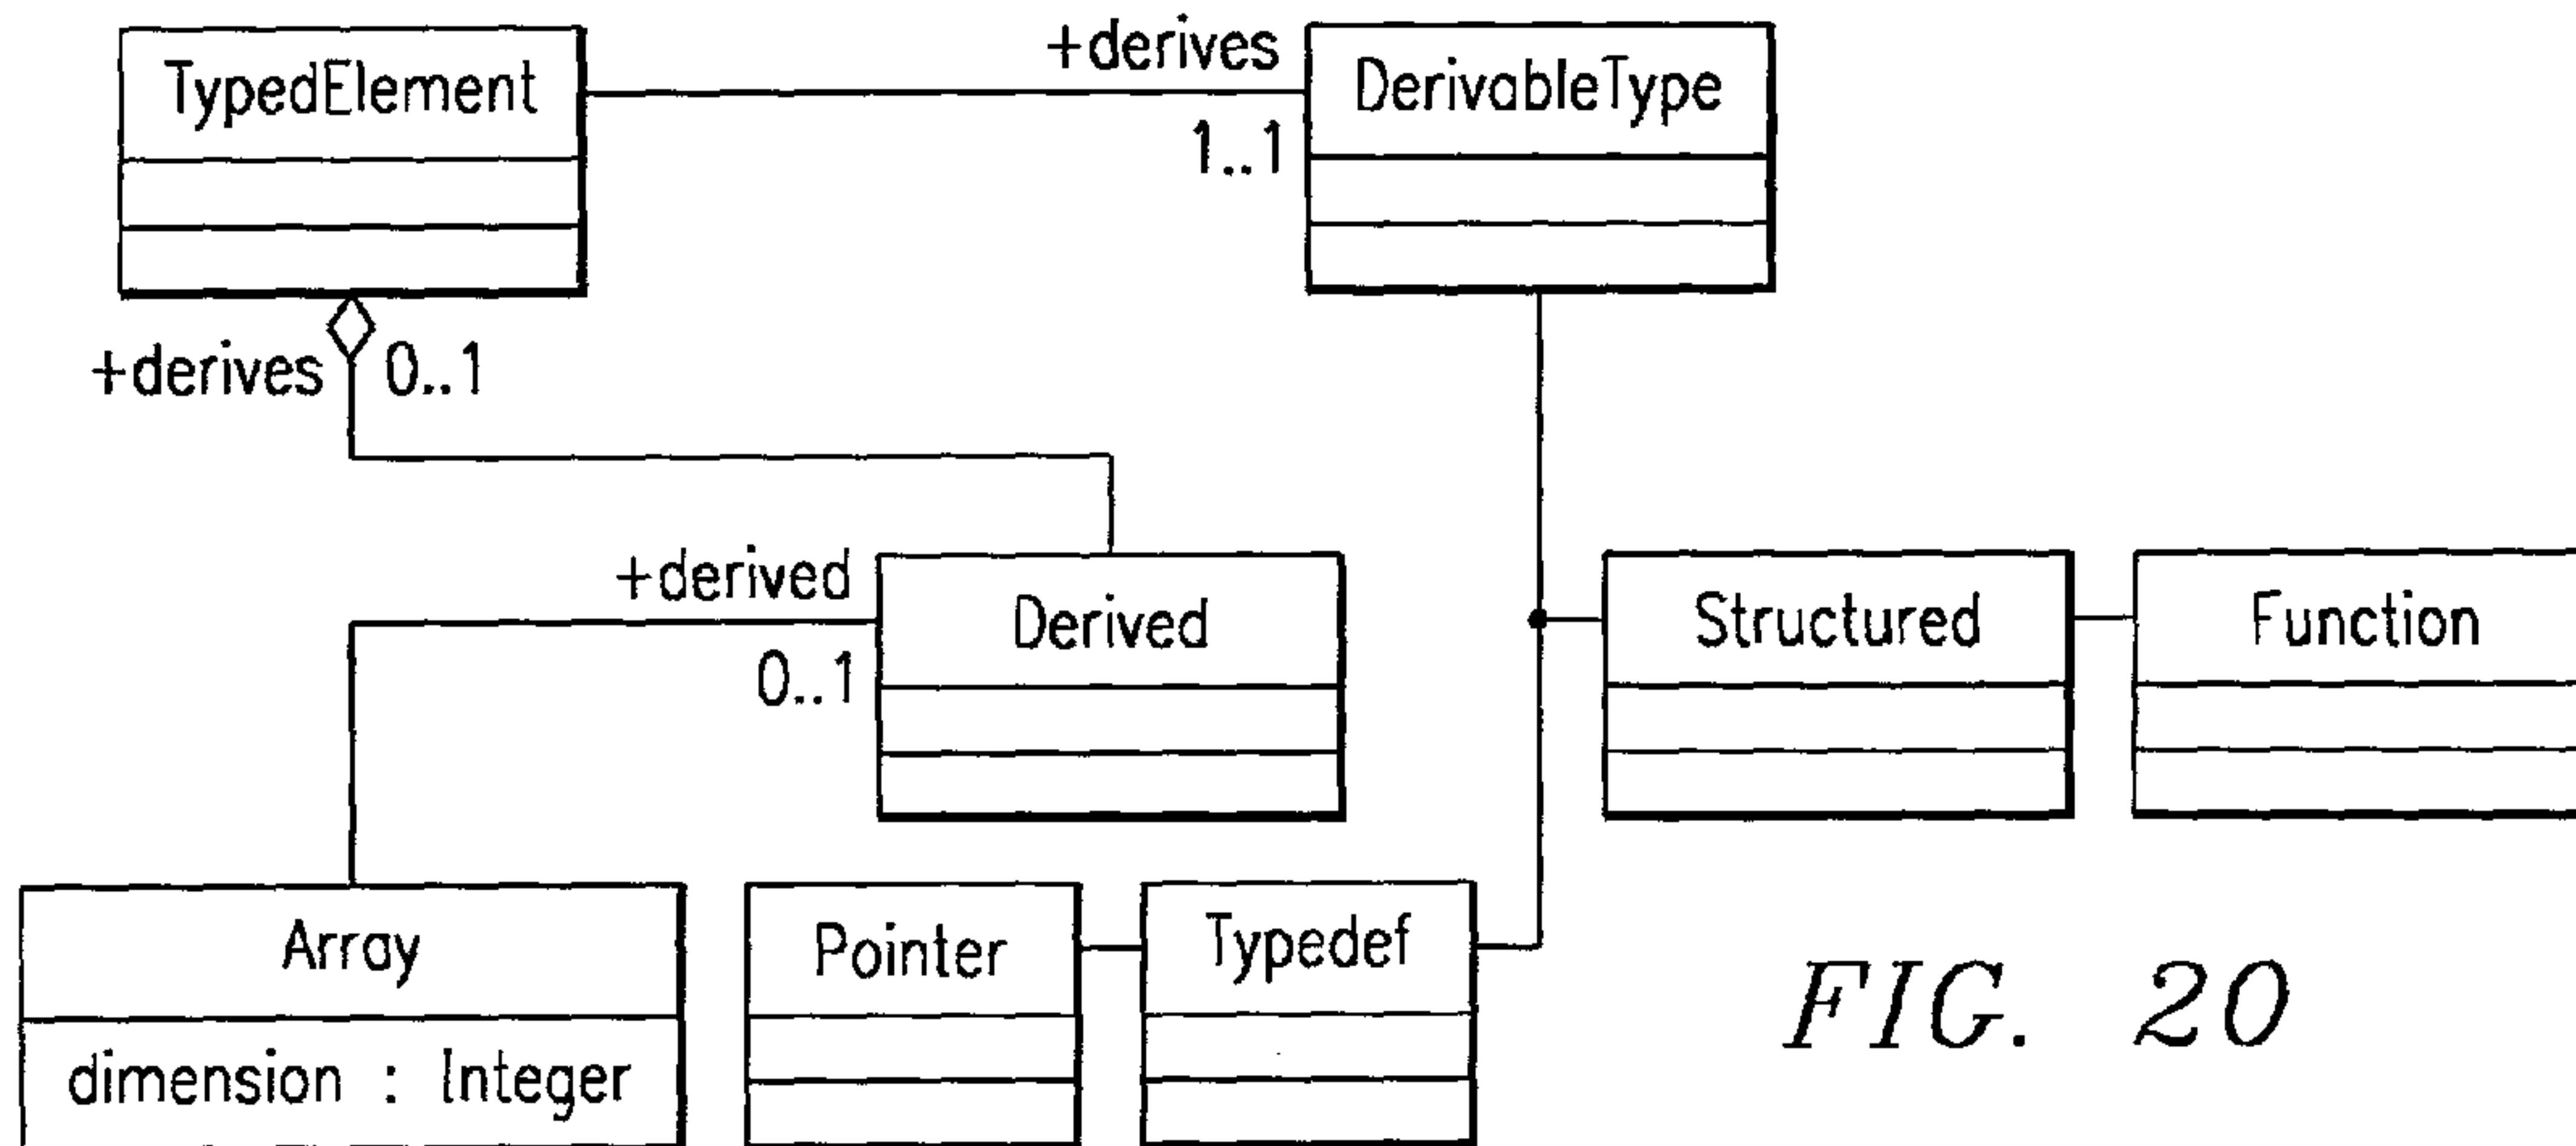 +derives
TypedElement
DerivableType
1..1
+derives
0..1
+derived
Derived
0..1
Structured
Function
Array
Pointer
Typedef
dimension : Integer
FIG. 20